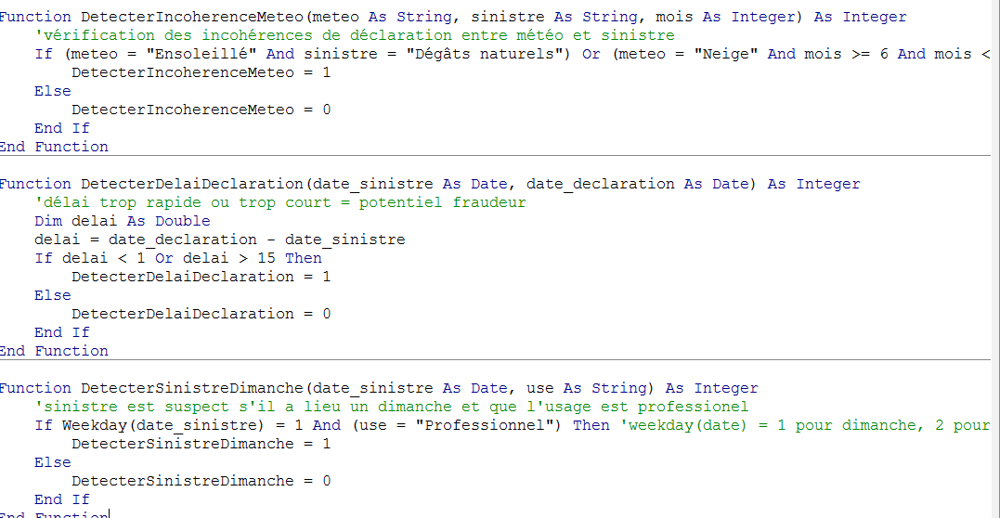 Function DetecterIncoherenceMeteo(meteo As String, sinistre As String, mois As Integer) As Integer
'vérification des incohérences de déclaration entre météo et sinistre
If (meteo = "Ensoleillé" And sinistre = "Dégâts naturels") Or (meteo = "Neige" And mois >= 6 And mois <
DetecterIncoherenceMeteo = 1
Else
DetecterIncoherenceMeteo = 0
End If
End Function
Function DetecterDelaiDeclaration(date_sinistre As Date, date_declaration As Date) As Integer
'délai trop rapide ou trop court = potentiel fraudeur
Dim delai As Double
delai = date_declaration - date_sinistre
If delai < 1 Or delai > 15 Then
DetecterDelaiDeclaration = 1
Else
DetecterDelaiDeclaration = 0
End If
End Function
Function DetecterSinistreDimanche(date_sinistre As Date, use As String) As Integer
'sinistre est suspect s'il a lieu un dimanche et que l'usage est professionel
If Weekday(date_sinistre) = 1 And (use = "Professionnel") Then 'weekday(date) = 1 pour dimanche, 2 pour
DetecterSinistreDimanche = 1
Else
DetecterSinistreDimanche = 0
End If
End Function